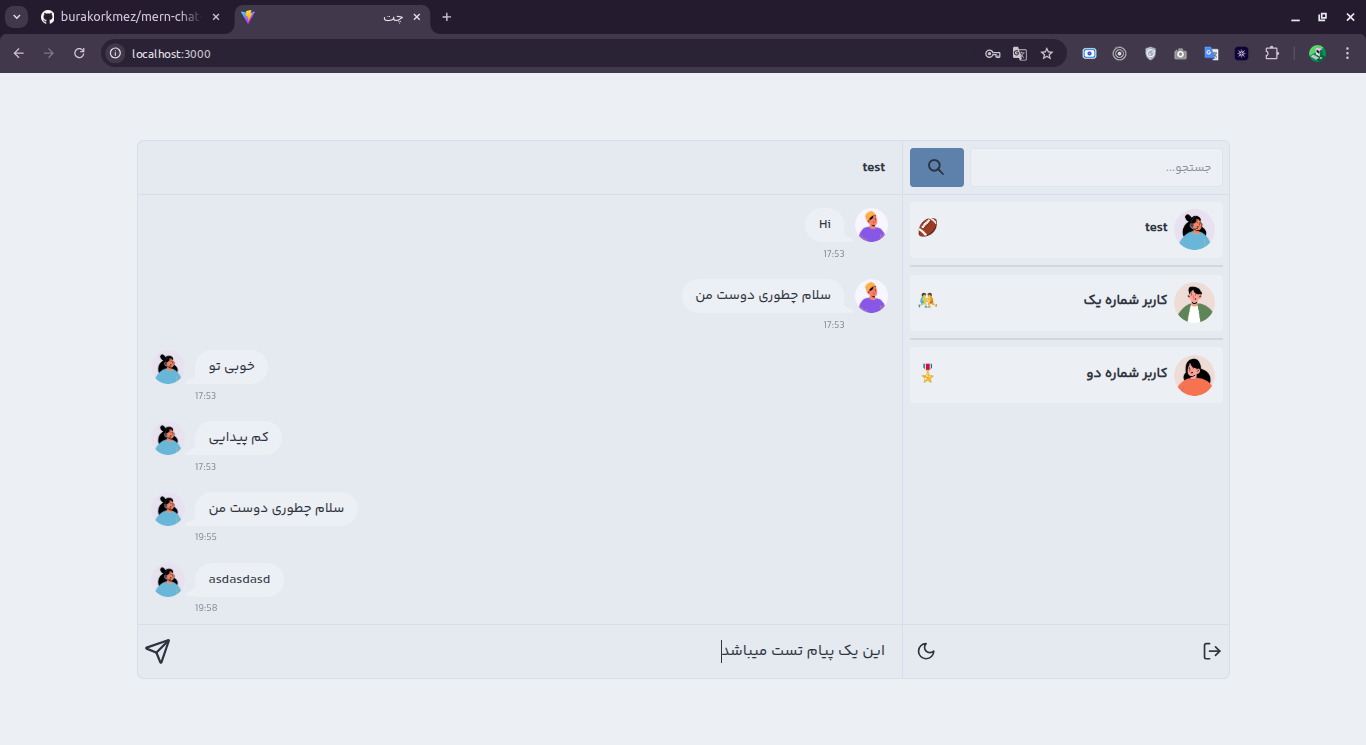 burakorkmez/mern-chat-
چت
localhost:3000
test
جستجو...
Hi
17:53
سلام چطوری دوست من
17:53
خوبی تو
17:53
کم پیدایی
17:53
سلام چطوری دوست من
19:55
asdasdasd
19:58
این یک پیام تست میباشد
test
کاربر شماره یک
کاربر شماره دو